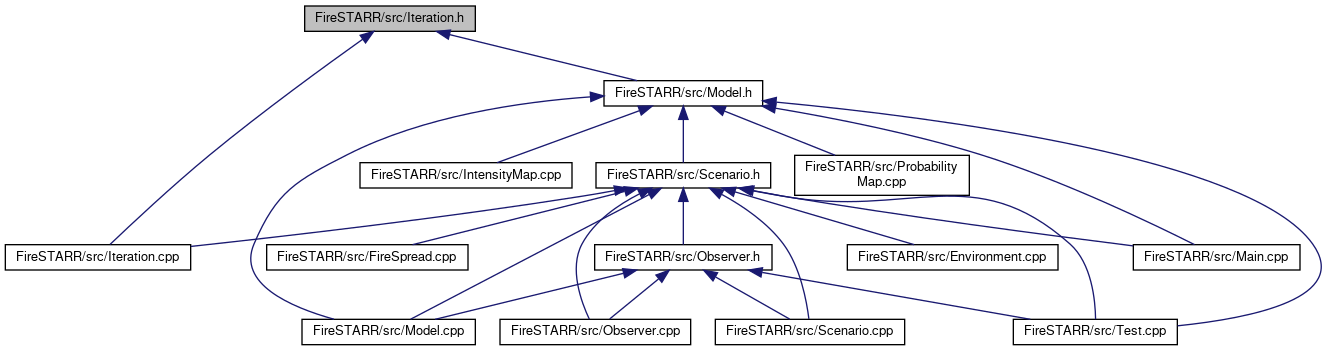 FireSTARR/src/Iteration.h
FireSTARR/src/Model.h
FireSTARR/src/IntensityMap.cpp
FireSTARR/src/Scenario.h
FireSTARR/src/Probability
Map.cpp
FireSTARR/src/Iteration.cpp
FireSTARR/src/FireSpread.cpp
FireSTARR/src/Observer.h
FireSTARR/src/Environment.cpp
FireSTARR/src/Main.cpp
FireSTARR/src/Model.cpp
FireSTARR/src/Observer.cpp
FireSTARR/src/Scenario.cpp
FireSTARR/src/Test.cpp